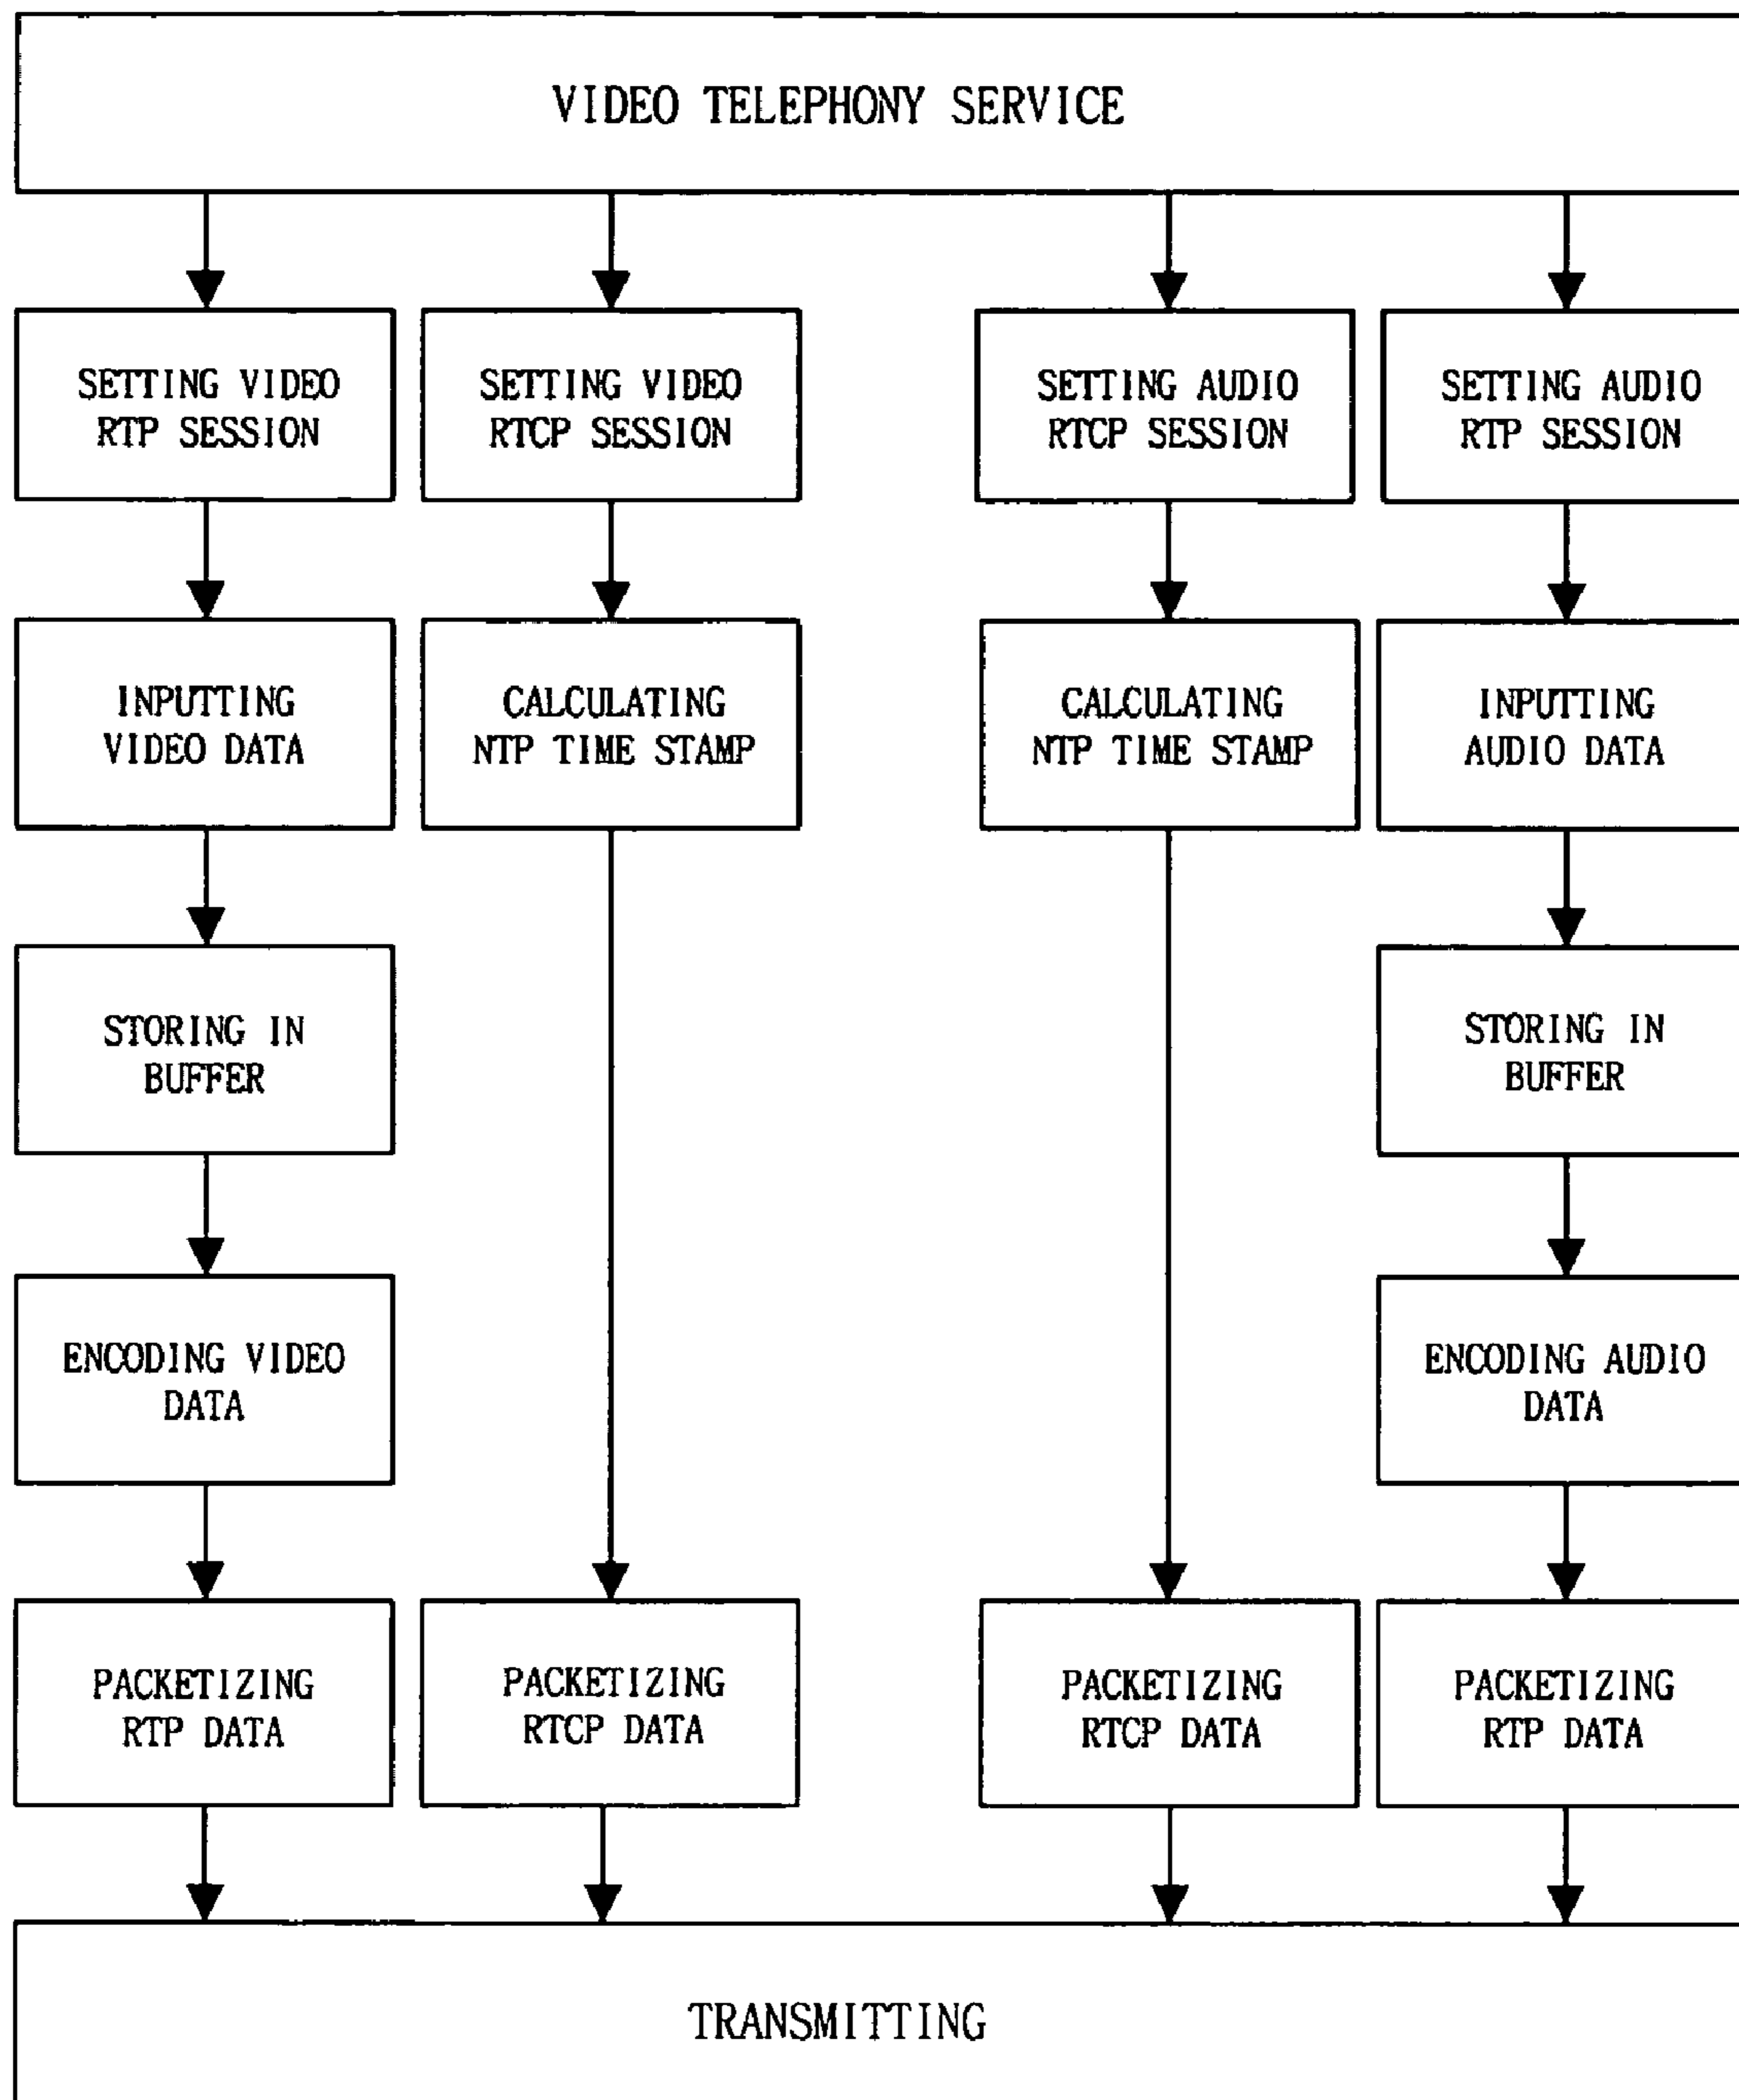 VIDEO TELEPHONY SERVICE
SETTING VIDEO
RTP SESSION
SETTING VIDEO
RTCP SESSION
SETTING AUDIO
RTCP SESSION
SETTING AUDIO
RTP SESSION
INPUTTING
VIDEO DATA
CALCULATING
NTP TIME STAMP
CALCULATING
NTP TIME STAMP
INPUTTING
AUDIO DATA
STORING IN
BUFFER
STORING IN
BUFFER
ENCODING VIDEO
DATA
ENCODING AUDIO
DATA
PACKETIZING
RTP DATA
PACKETIZING
RTCP DATA
PACKETIZING
RTCP DATA
PACKETIZING
RTP DATA
TRANSMITTING